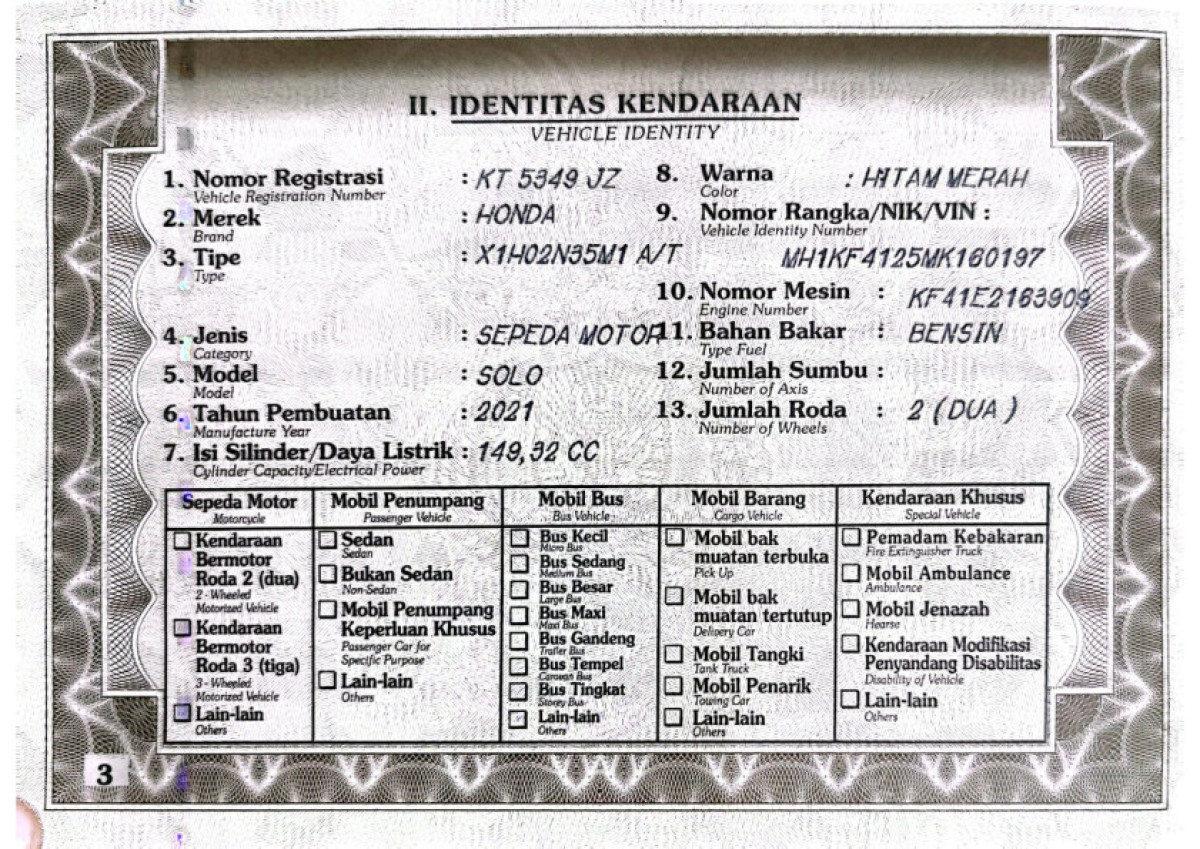 II. IDENTITAS KENDARAAN
VEHICLE IDENTITY
1. Nomor Registrasi : KT 5349 JZ
Vehicle Registration Number
2. Merek : HONDA
Brand
3. Tipe : X1H02N35M1 A/T
Type
4. Jenis : SEPEDA MOTOR
Category
5. Model : SOLO
Model
6. Tahun Pembuatan : 2021
Manufacture Year
7. Isi Silinder/Daya Listrik : 149,32 CC
Cylinder Capacity/Electrical Power
8. Warna : HITAM MERAH
Color
9. Nomor Rangka/NIK/VIN :
Vehicle Identity Number
MH1KF4125MK160197
10. Nomor Mesin : KF41E2163909
Engine Number
11. Bahan Bakar : BENSIN
Type Fuel
12. Jumlah Sumbu :
Number of Axis
13. Jumlah Roda : 2 (DUA )
Number of Wheels
Sepeda Motor
Motorcycle
Kendaraan
Bermotor
Roda 2 (dua)
2 - Wheeled
Motorized Vehicle
Kendaraan
Bermotor
Roda 3 (tiga)
3 - Wheeled
Motorized Vehicle
Lain-lain
Others
Mobil Penumpang
Passenger Vehicle
Sedan
Sedan
Bukan Sedan
Non-Sedan
Mobil Penumpang
Keperluan Khusus
Passenger Car for
Specific Purpose
Lain-lain
Others
Mobil Bus
Bus Vehicle
Bus Kecil
Micro Bus
Bus Sedang
Medium Bus
Bus Besar
Large Bus
Bus Maxi
Maxi Bus
Bus Gandeng
Trailer Bus
Bus Tempel
Caravan Bus
Bus Tingkat
Storey Bus
Lain-lain
Others
Mobil Barang
Cargo Vehicle
Mobil bak
muatan terbuka
Pick Up
Mobil bak
muatan tertutup
Delivery Car
Mobil Tangki
Tank Truck
Mobil Penarik
Towing Car
Lain-lain
Others
Kendaraan Khusus
Special Vehicle
Pemadam Kebakaran
Fire Extinguisher Truck
Mobil Ambulance
Ambulance
Mobil Jenazah
Hearse
Kendaraan Modifikasi
Penyandang Disabilitas
Disability of Vehicle
Lain-lain
Others
3